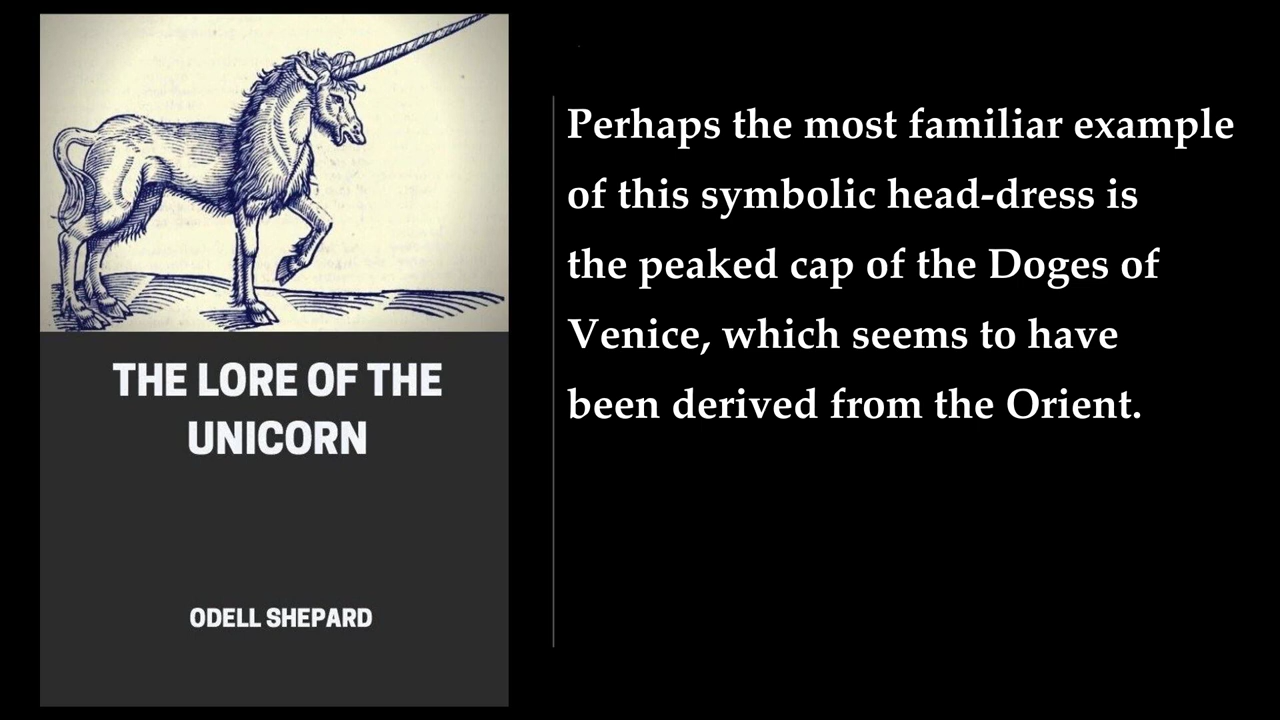 THE LORE OF THE
UNICORN
ODELL SHEPARD
Perhaps the most familiar example
of this symbolic head-dress is
the peaked cap of the Doges of
Venice, which seems to have
been derived from the Orient.